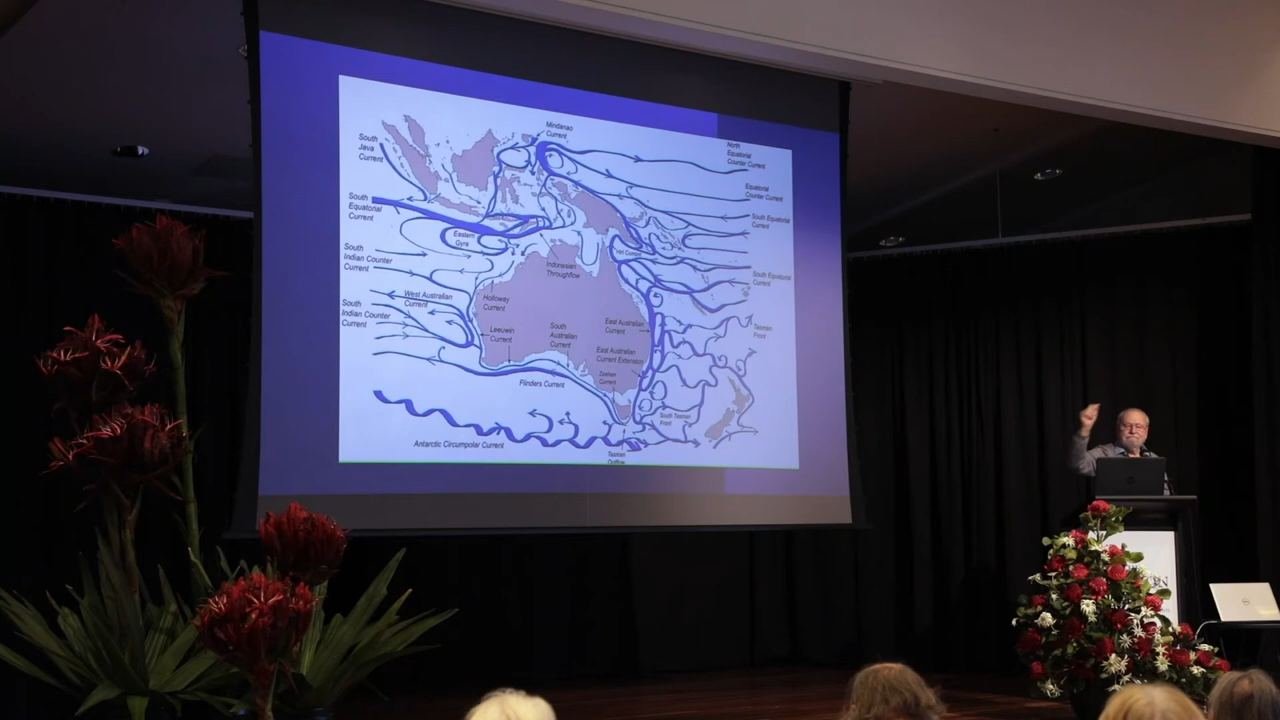 Mindanao
Current
South
Java
Current
North
Equatorial
Counter Current
Equatorial
Counter Current
South
Equatorial
Current
South Equatorial
Current
Eastern
Gyre
South
Indian Counter
Current
Indonesian
Throughflow
Hiri Current
South Equatorial
Current
West Australian
Current
Holloway
Current
South
Indian Counter
Current
Leeuwin
Current
South
Australian
Current
East Australian
Current
Tasman
Front
East Australian
Current Extension
Zeehan
Current
Flinders Current
South Tasman
Front
Antarctic Circumpolar Current
Tasman
Outflow